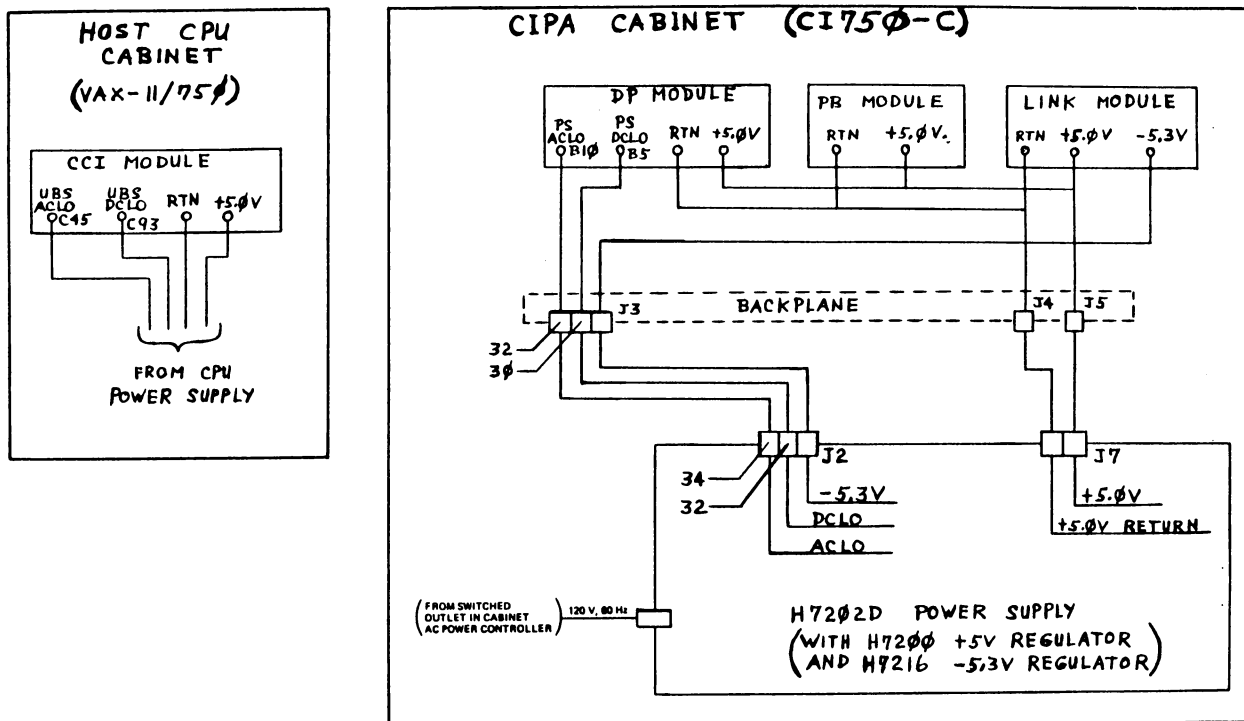 HOST CPU
CABINET
(VAX-11/75Ø)
CCI MODULE
UBS
ACLO
C45
UBS
DCLO
C93
RTN
+5.ØV
FROM CPU
POWER SUPPLY
CIPA CABINET (CI75Ø-C)
DP MODULE
PS
ACLO
B1Ø
PS
DCLO
B5
RTN
+5.ØV
PB MODULE
RTN
+5.ØV.
LINK MODULE
RTN
+5.ØV
-5.3V
BACKPLANE
J3
J4
J5
32
3Ø
34
32
J2
J7
-5.3V
DCLO
ACLO
+5.ØV
+5.ØV RETURN
(FROM SWITCHED
OUTLET IN CABINET
AC POWER CONTROLLER)
120 V, 60 Hz
H72Ø2D POWER SUPPLY
(WITH H72ØØ +5V REGULATOR
AND H7216 -5.3V REGULATOR)